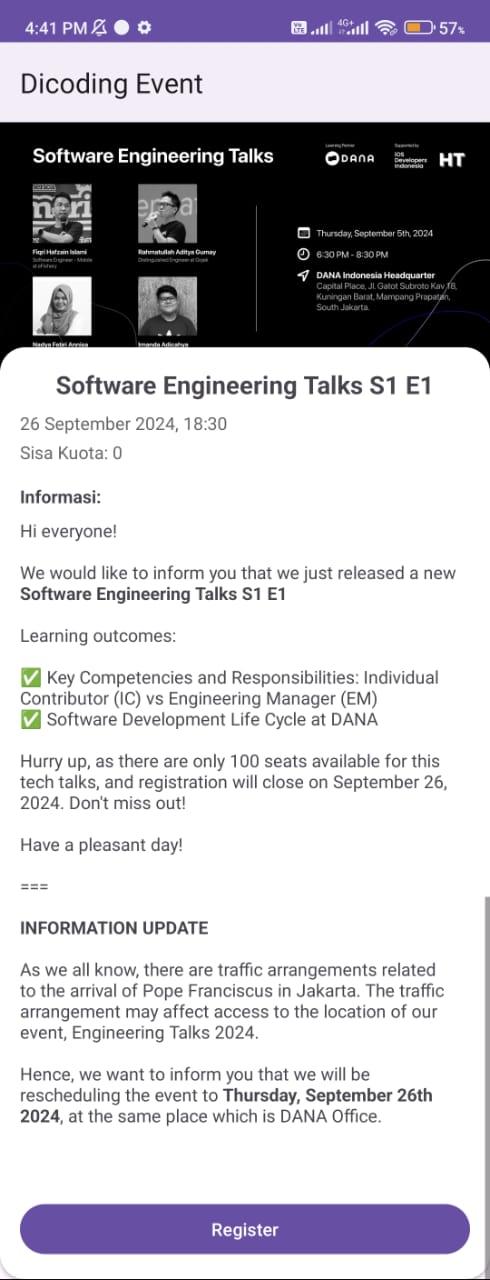 4:41 PM
Vo LTE 4G+ 57%
Dicoding Event
Software Engineering Talks
Learning Partner
DANA
Supported by
iOS
Developers
Indonesia
HT
Fiqri Hafzain Islami
Software Engineer - Mobile
at eFishery
Rahmatullah Aditya Gumay
Distinguished Engineer at Gojek
Nadya Febri Annisa
Imanda Adicahya
Thursday, September 5th, 2024
6:30 PM - 8:30 PM
DANA Indonesia Headquarter
Capital Place, Jl. Gatot Subroto Kav 18,
Kuningan Barat, Mampang Prapatan,
South Jakarta.
Software Engineering Talks S1 E1
26 September 2024, 18:30
Sisa Kuota: 0
Informasi:
Hi everyone!
We would like to inform you that we just released a new
Software Engineering Talks S1 E1
Learning outcomes:
✅ Key Competencies and Responsibilities: Individual
Contributor (IC) vs Engineering Manager (EM)
✅ Software Development Life Cycle at DANA
Hurry up, as there are only 100 seats available for this
tech talks, and registration will close on September 26,
2024. Don't miss out!
Have a pleasant day!
===
INFORMATION UPDATE
As we all know, there are traffic arrangements related
to the arrival of Pope Franciscus in Jakarta. The traffic
arrangement may affect access to the location of our
event, Engineering Talks 2024.
Hence, we want to inform you that we will be
rescheduling the event to Thursday, September 26th
2024, at the same place which is DANA Office.
Register